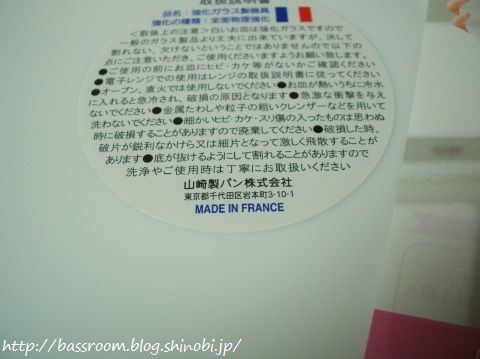 取扱説明書
品名：強化ガラス製器具
強化の種類：全面物理強化
＜取扱上の注意＞白いお皿は強化ガラスですので
一般のガラス製品より丈夫に出来ていますが、決して
割れない、欠けないということではありませんので以下の
点にご注意いただき、ご使用くださいますようお願い致します。
●ご使用の前にお皿にヒビ・カケ等がないかご確認ください
●電子レンジでの使用はレンジの取扱説明書に従ってください
●オーブン、直火では使用しないでください●お皿が熱いうちに冷水
に入れると急冷され、破損の原因となります●急激な衝撃を与え
ないでください●金属たわしや粒子の粗いクレンザーなどを用いて
洗わないでください●細かいヒビ・カケ・スリ傷の入ったものは思わぬ
時に破損することがありますので廃棄してください●破損した時、
破片が鋭利なかけら又は細片となって激しく飛散することが
あります●底が抜けるようにして割れることがありますので
洗浄やご使用時は丁寧にお取扱いください
山崎製パン株式会社
東京都千代田区岩本町3-10-1
MADE IN FRANCE
http://bassroom.blog.shinobi.jp/